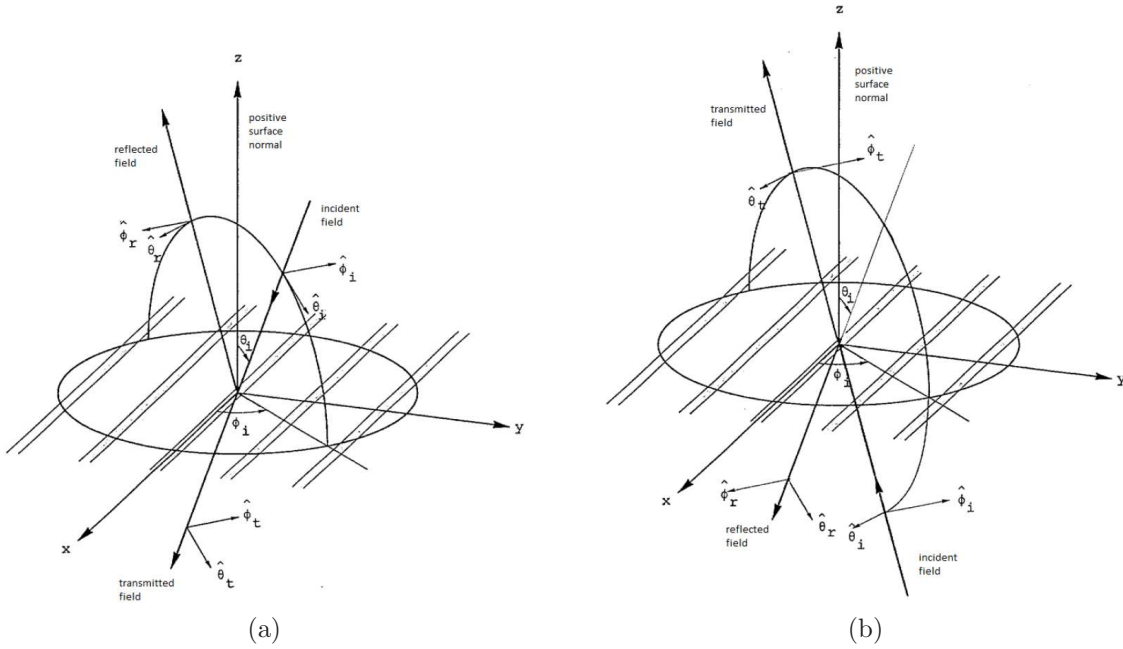 z
positive
surface
normal
reflected
field
incident
field
φ̂r
θ̂r
φ̂i
θ̂i
θi
φi
y
x
φ̂t
θ̂t
transmitted
field
(a)
z
positive
surface
normal
transmitted
field
φ̂t
θ̂t
θi
φi
y
x
φ̂r
θ̂r
reflected
field
φ̂i
θ̂i
incident
field
(b)